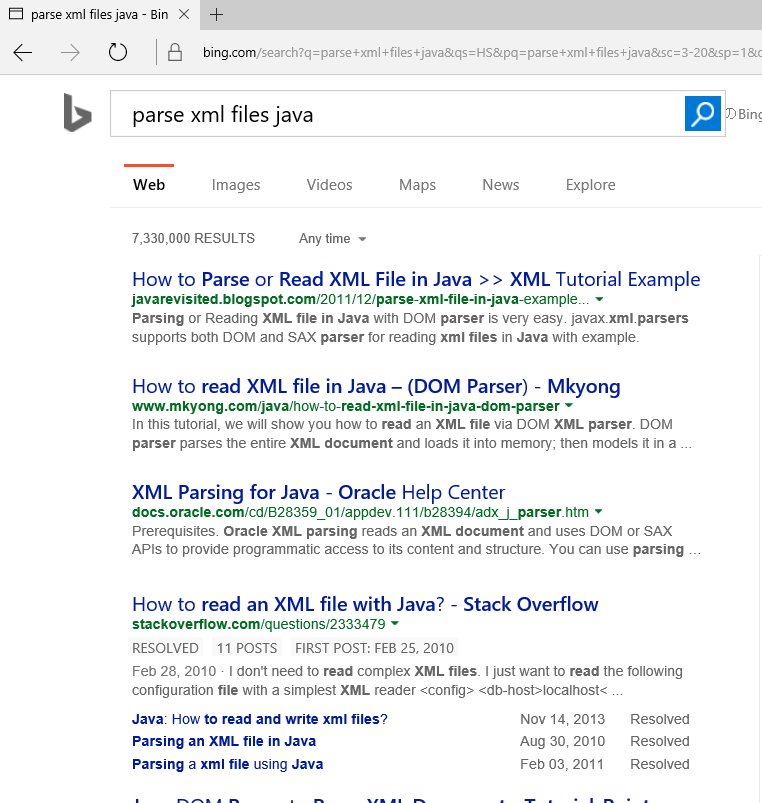 parse xml files java - Bin
bing.com/search?q=parse+xml+files+java&qs=HS&pq=parse+xml+files+java&sc=3-20&sp=1&
parse xml files java
のBing
Web Images Videos Maps News Explore
7,330,000 RESULTS Any time
How to Parse or Read XML File in Java >> XML Tutorial Example
javarevisited.blogspot.com/2011/12/parse-xml-file-in-java-example...
Parsing or Reading XML file in Java with DOM parser is very easy. javax.xml.parsers
supports both DOM and SAX parser for reading xml files in Java with example.
How to read XML file in Java – (DOM Parser) - Mkyong
www.mkyong.com/java/how-to-read-xml-file-in-java-dom-parser
In this tutorial, we will show you how to read an XML file via DOM XML parser. DOM
parser parses the entire XML document and loads it into memory; then models it in a ...
XML Parsing for Java - Oracle Help Center
docs.oracle.com/cd/B28359_01/appdev.111/b28394/adx_j_parser.htm
Prerequisites. Oracle XML parsing reads an XML document and uses DOM or SAX
APIs to provide programmatic access to its content and structure. You can use parsing ...
How to read an XML file with Java? - Stack Overflow
stackoverflow.com/questions/2333479
RESOLVED 11 POSTS FIRST POST: FEB 25, 2010
Feb 28, 2010 · I don't need to read complex XML files. I just want to read the following
configuration file with a simplest XML reader <config> <db-host>localhost< ...
Java: How to read and write xml files? Nov 14, 2013 Resolved
Parsing an XML file in Java Aug 30, 2010 Resolved
Parsing a xml file using Java Feb 03, 2011 Resolved